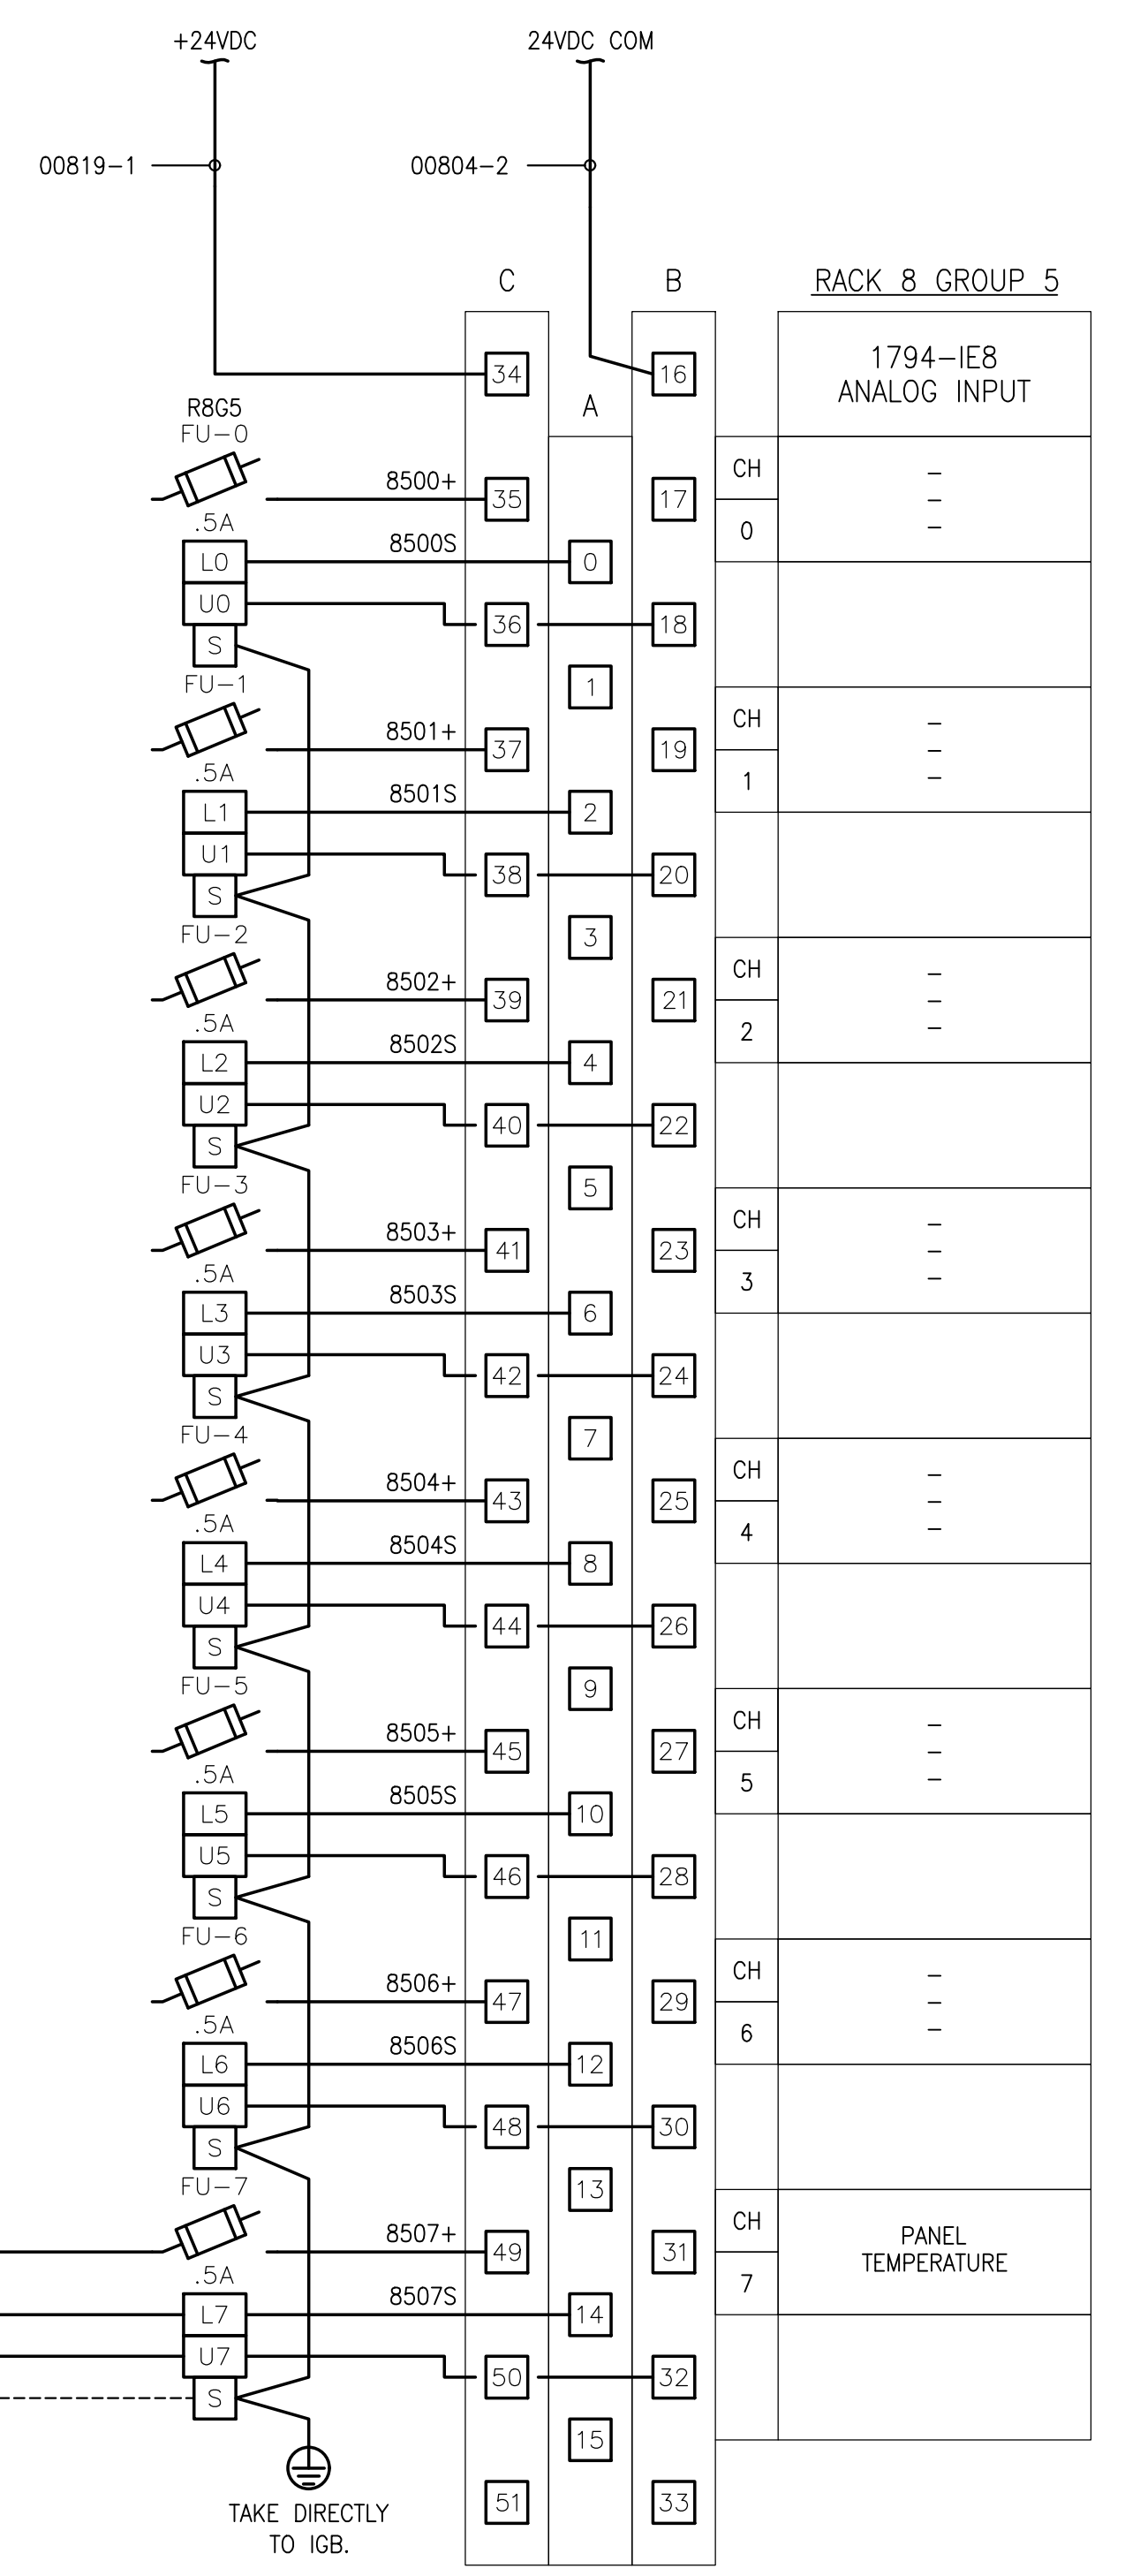 +24VDC 24VDC COM
00819-1 00804-2
C B RACK 8 GROUP 5
34 16 1794-IE8
ANALOG INPUT
A
R8G5
FU-0
8500+ 35 17 CH -
-
-
.5A
0
8500S
L0 0
U0 36 18
S
1
FU-1
8501+ 37 19 CH -
-
-
.5A
1
8501S
L1 2
U1 38 20
S
3
FU-2
8502+ 39 21 CH -
-
-
.5A
2
8502S
L2 4
U2 40 22
S
5
FU-3
8503+ 41 23 CH -
-
-
.5A
3
8503S
L3 6
U3 42 24
S
7
FU-4
8504+ 43 25 CH -
-
-
.5A
4
8504S
L4 8
U4 44 26
S
9
FU-5
8505+ 45 27 CH -
-
-
.5A
5
8505S
L5 10
U5 46 28
S
11
FU-6
8506+ 47 29 CH -
-
-
.5A
6
8506S
L6 12
U6 48 30
S
13
FU-7
8507+ 49 31 CH PANEL
TEMPERATURE
.5A
7
8507S
L7 14
U7 50 32
S
15
51 33
TAKE DIRECTLY
TO IGB.